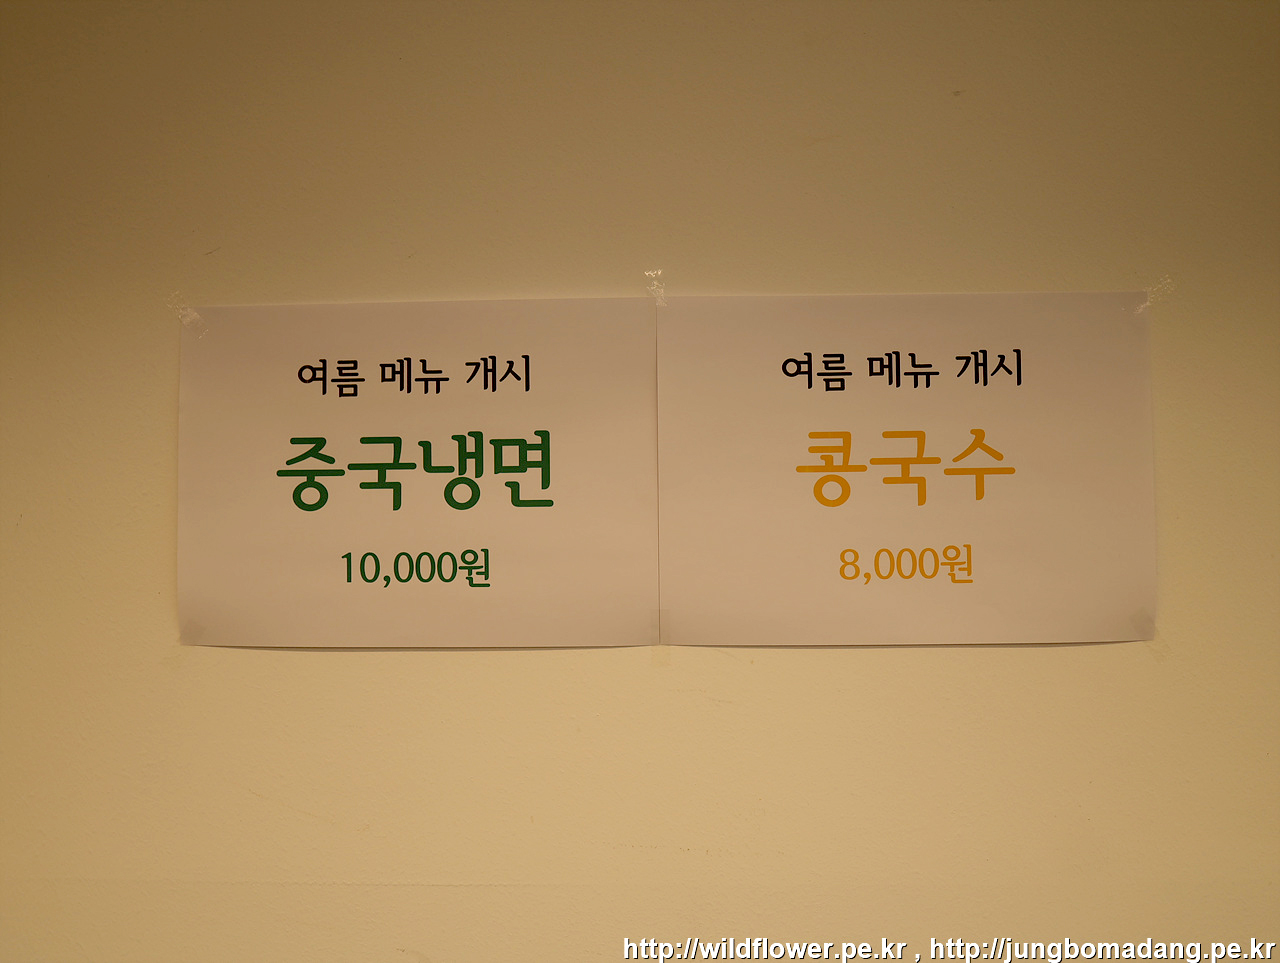 여름 메뉴 개시
중국냉면
10,000원
여름 메뉴 개시
콩국수
8,000원
http://wildflower.pe.kr , http://jungbomadang.pe.kr